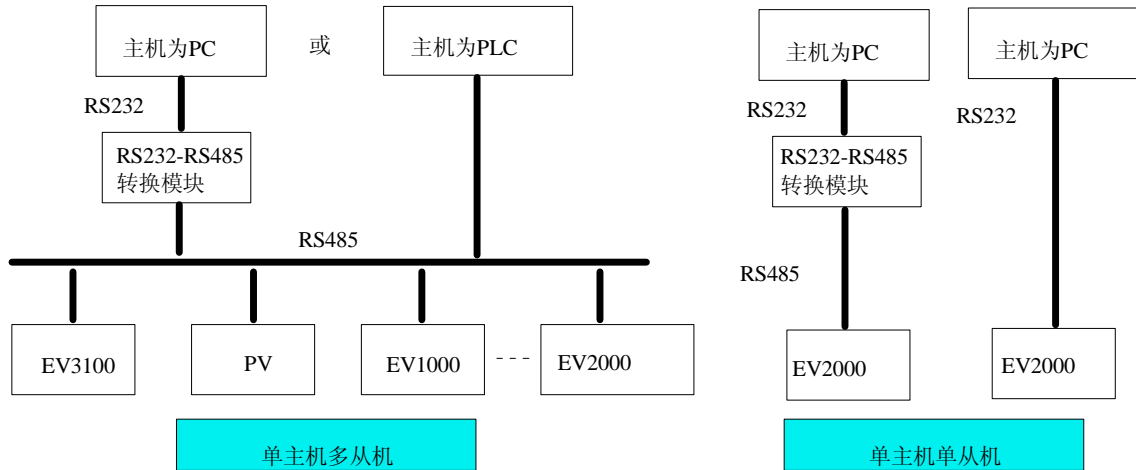 主机为PC
或
主机为PLC
RS232
RS232-RS485
转换模块
RS485
EV3100
PV
EV1000
- - -
EV2000
单主机多从机
主机为PC
主机为PC
RS232
RS232
RS232-RS485
转换模块
RS485
EV2000
EV2000
单主机单从机